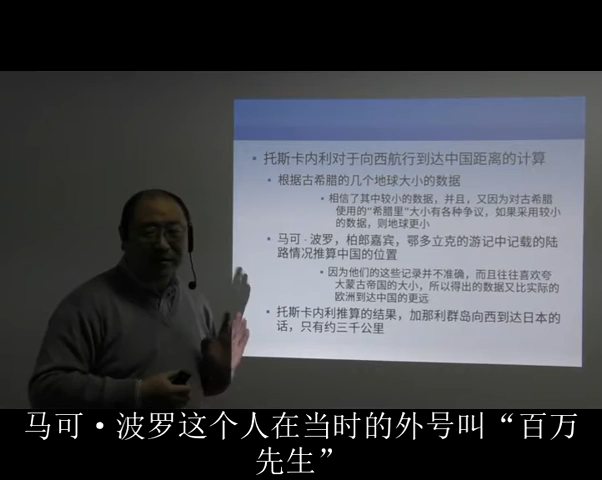 托斯卡内利对于向西航行到达中国距离的计算
根据古希腊的几个地球大小的数据
相信了其中较小的数据，并且，又因为对古希腊
使用的“希腊里”大小有各种争议，如果采用较小
的数据，则地球更小
马可·波罗，柏郎嘉宾，鄂多立克的游记中记载的陆
路情况推算中国的位置
因为他们的这些记录并不准确，而且往往喜欢夸
大蒙古帝国的大小，所以得出的数据又比实际的
欧洲到达中国的更远
托斯卡内利推算的结果，加那利群岛向西到达日本的
话，只有约三千公里
马可·波罗这个人在当时的外号叫“百万
先生”